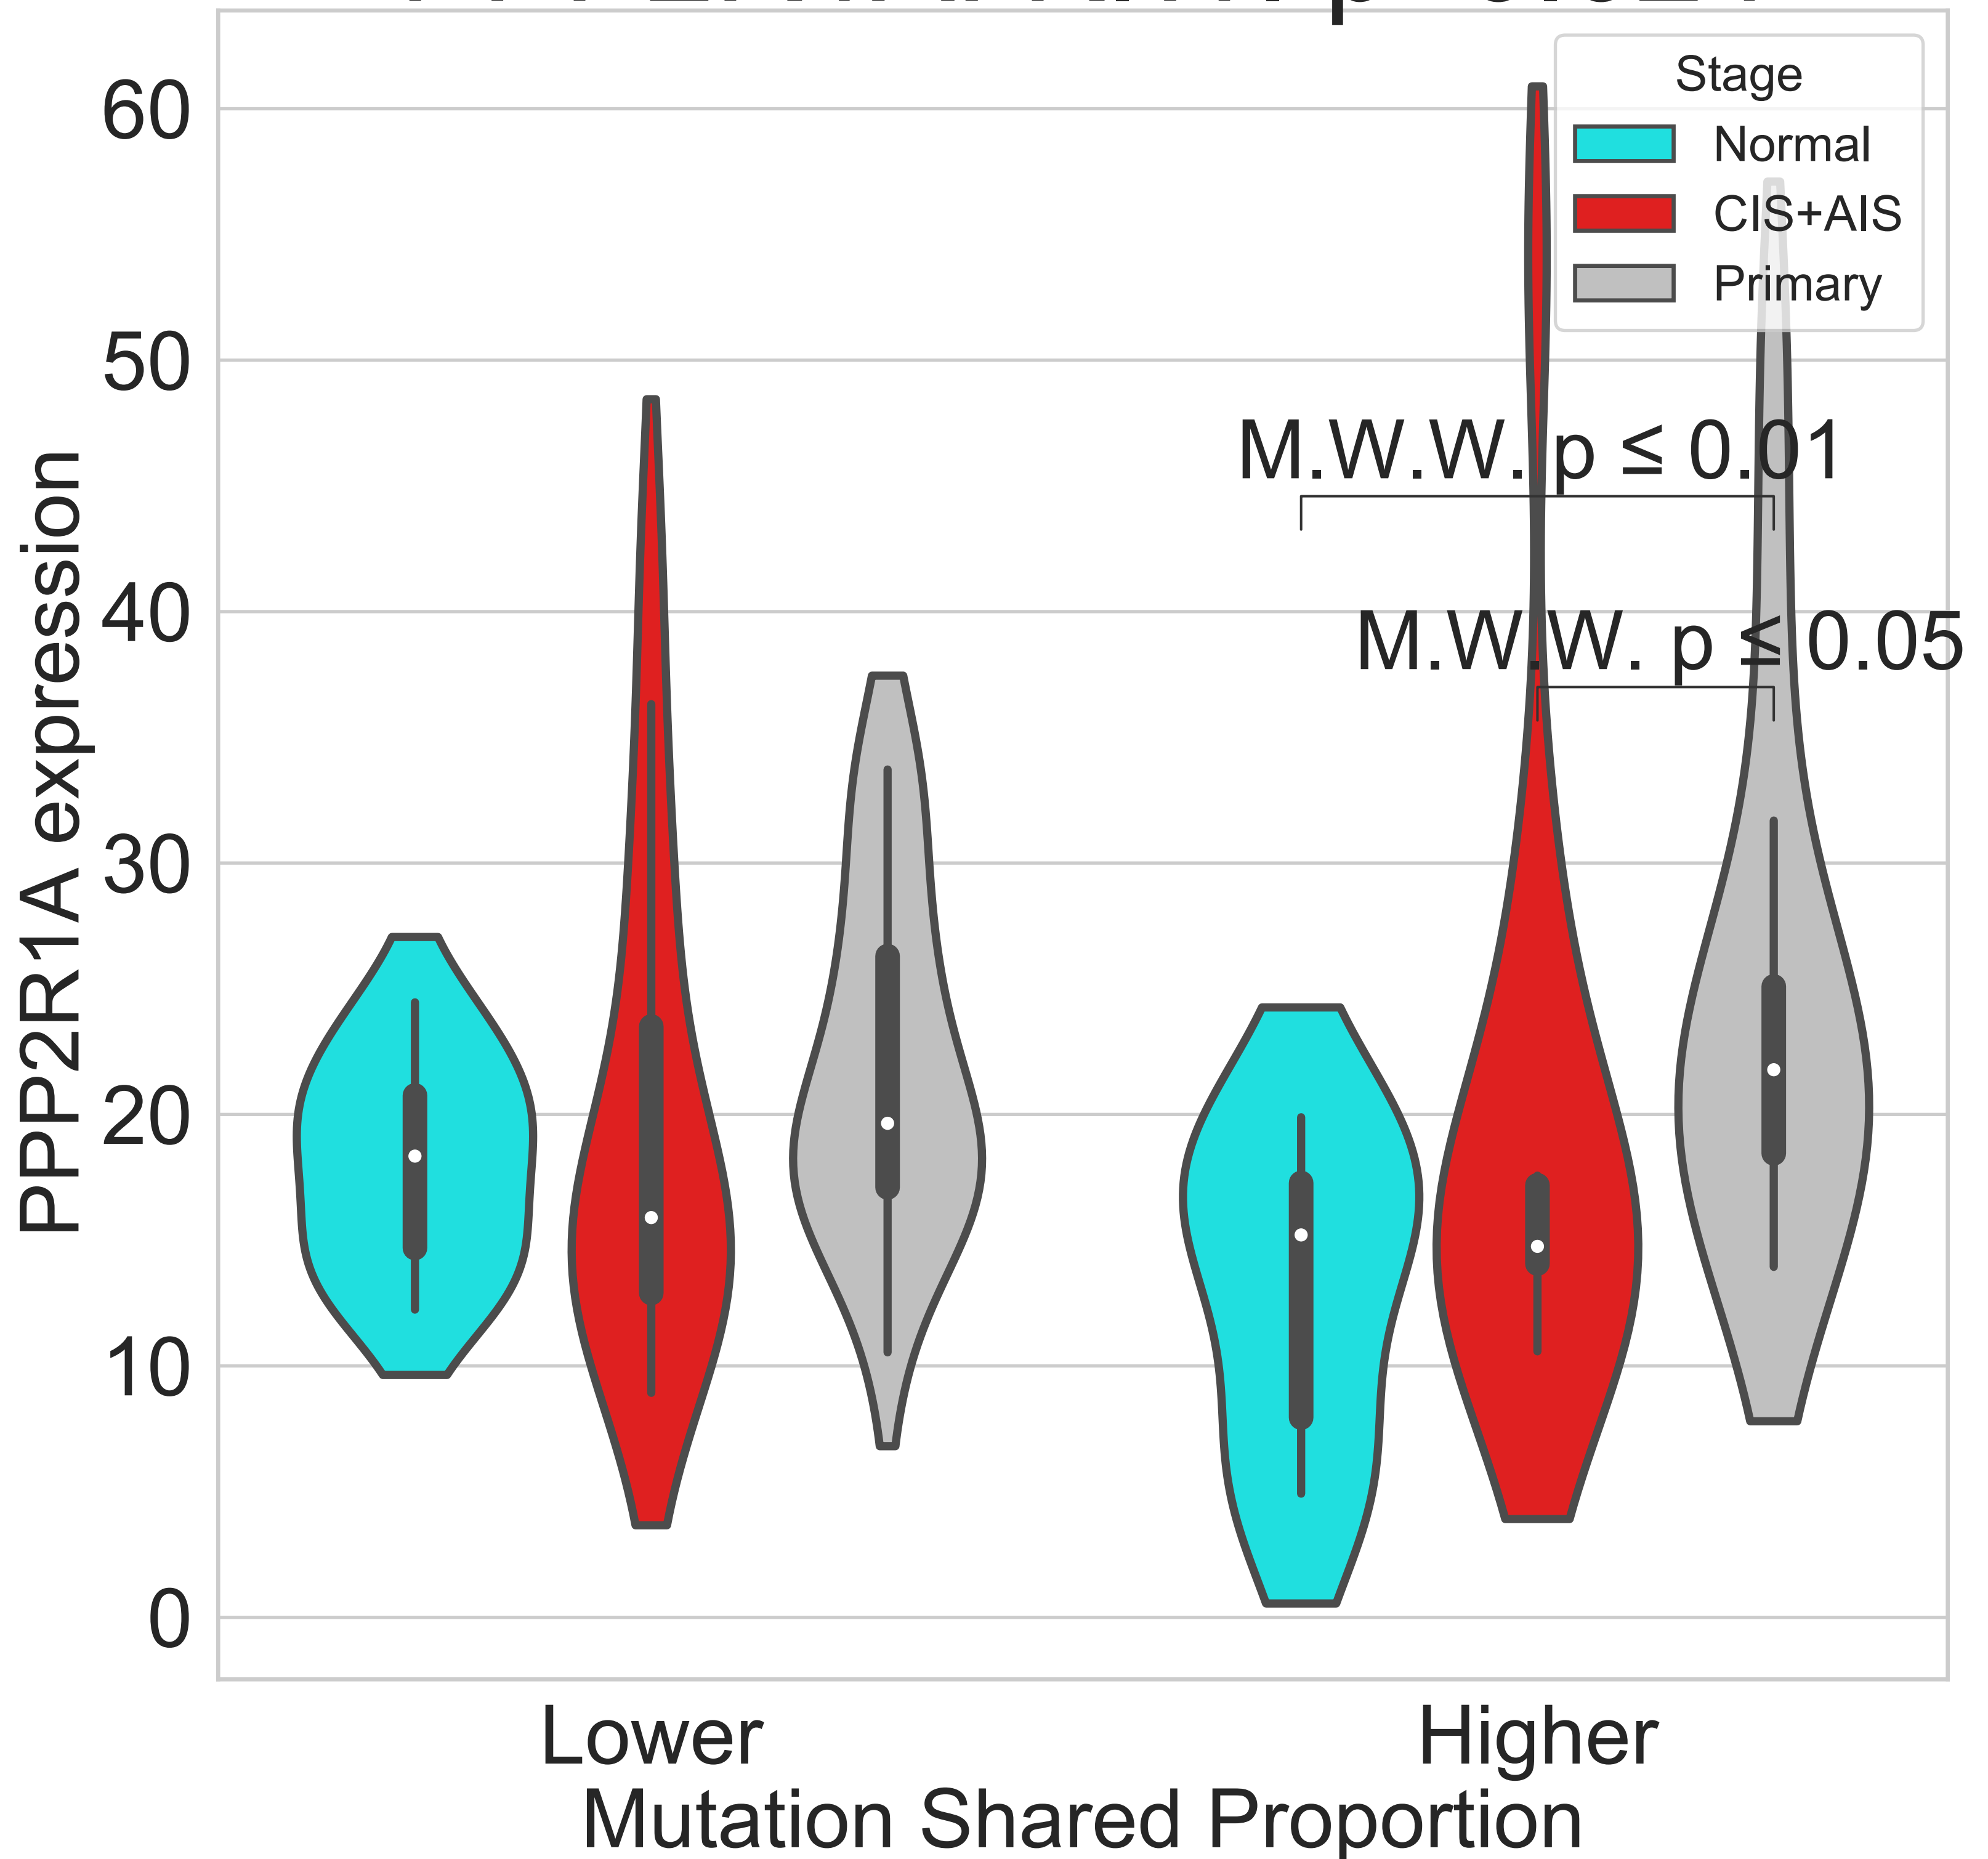 60
50
40
30
20
10
0
PPP2R1A expression
Stage
Normal
CIS+AIS
Primary
M.W.W. p ≤ 0.01
M.W.W. p ≤ 0.05
Lower
Higher
Mutation Shared Proportion